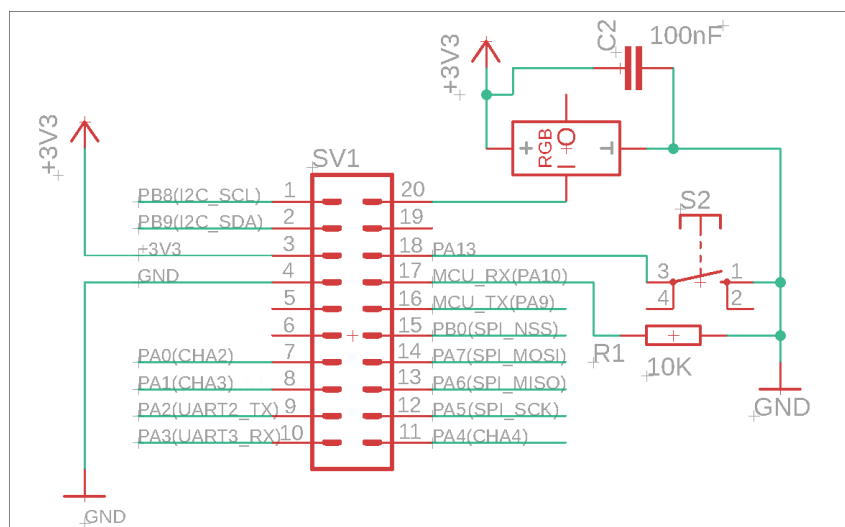 C2 100nF
+3V3
+ RGB I O ⊥
+3V3
SV1
PB8(I2C_SCL) 1 20
PB9(I2C_SDA) 2 19
+3V3 3 18 PA13
GND 4 17 MCU_RX(PA10)
5 16 MCU_TX(PA9)
6 15 PB0(SPI_NSS)
PA0(CHA2) 7 14 PA7(SPI_MOSI)
PA1(CHA3) 8 13 PA6(SPI_MISO)
PA2(UART2_TX) 9 12 PA5(SPI_SCK)
PA3(UART3_RX) 10 11 PA4(CHA4)
S2
3 1
4 2
R1 10K
GND
GND